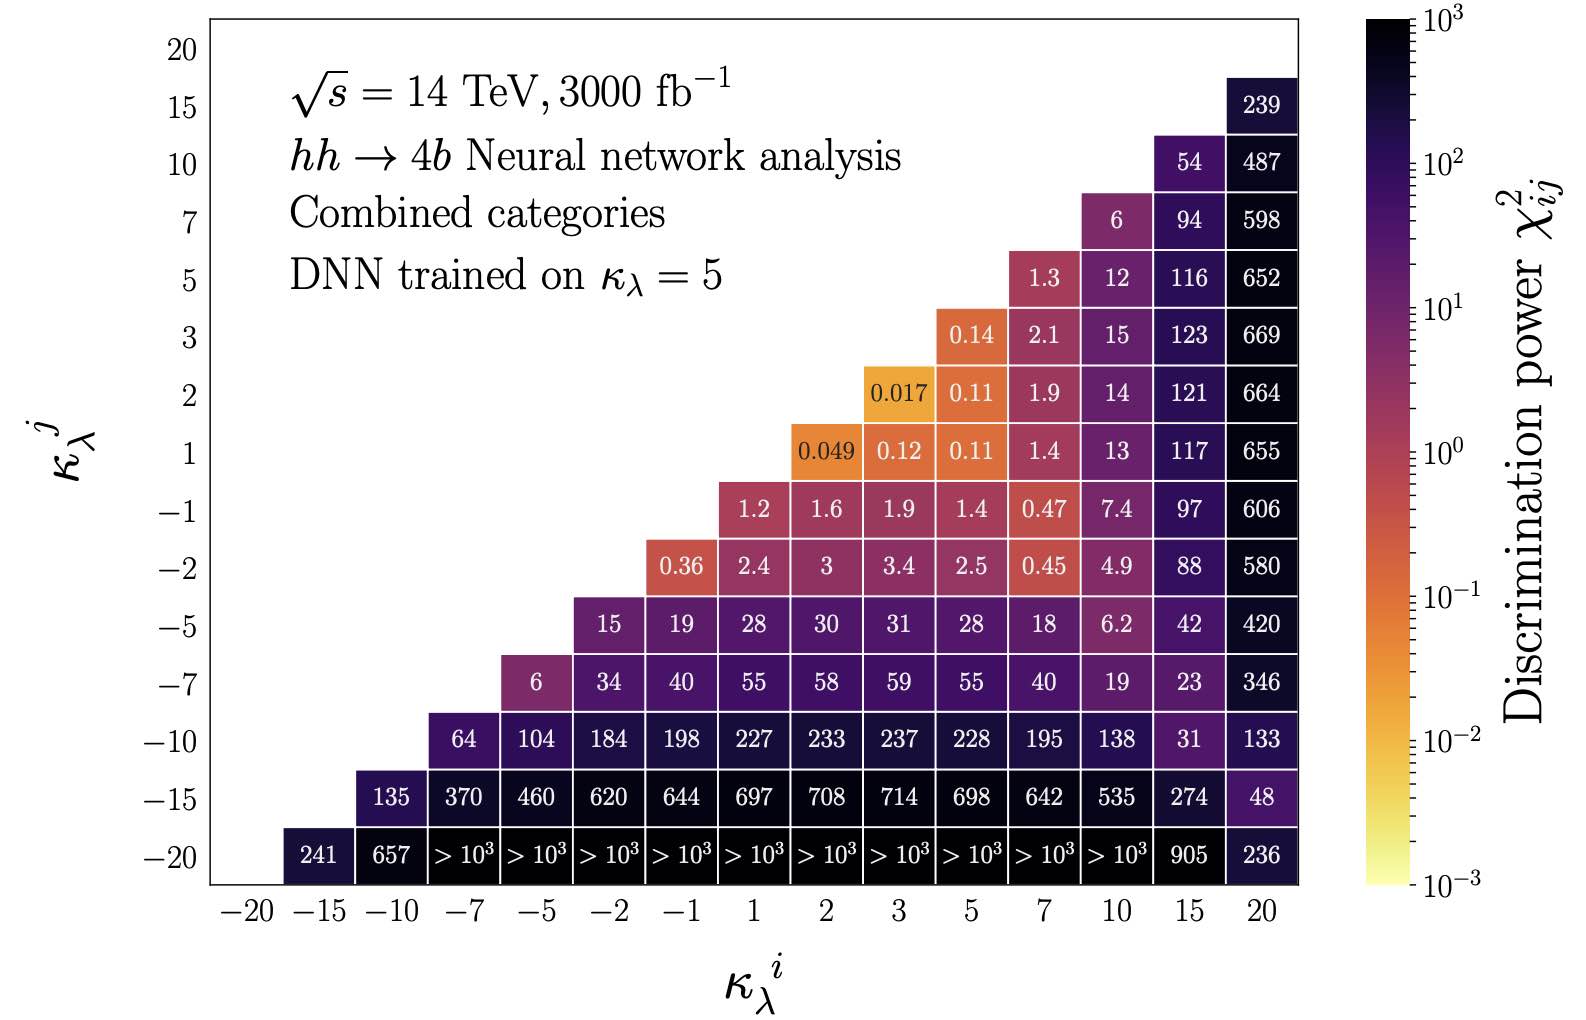 √s = 14 TeV, 3000 fb⁻¹
hh → 4b Neural network analysis
Combined categories
DNN trained on κ_λ = 5
κ_λ^j
20
15 239
10 54 487
7 6 94 598
5 1.3 12 116 652
3 0.14 2.1 15 123 669
2 0.017 0.11 1.9 14 121 664
1 0.049 0.12 0.11 1.4 13 117 655
−1 1.2 1.6 1.9 1.4 0.47 7.4 97 606
−2 0.36 2.4 3 3.4 2.5 0.45 4.9 88 580
−5 15 19 28 30 31 28 18 6.2 42 420
−7 6 34 40 55 58 59 55 40 19 23 346
−10 64 104 184 198 227 233 237 228 195 138 31 133
−15 135 370 460 620 644 697 708 714 698 642 535 274 48
−20 241 657 > 10³ > 10³ > 10³ > 10³ > 10³ > 10³ > 10³ > 10³ > 10³ > 10³ 905 236
−20 −15 −10 −7 −5 −2 −1 1 2 3 5 7 10 15 20
κ_λ^i
10³
10²
10¹
10⁰
10⁻¹
10⁻²
10⁻³
Discrimination power χ²_ij